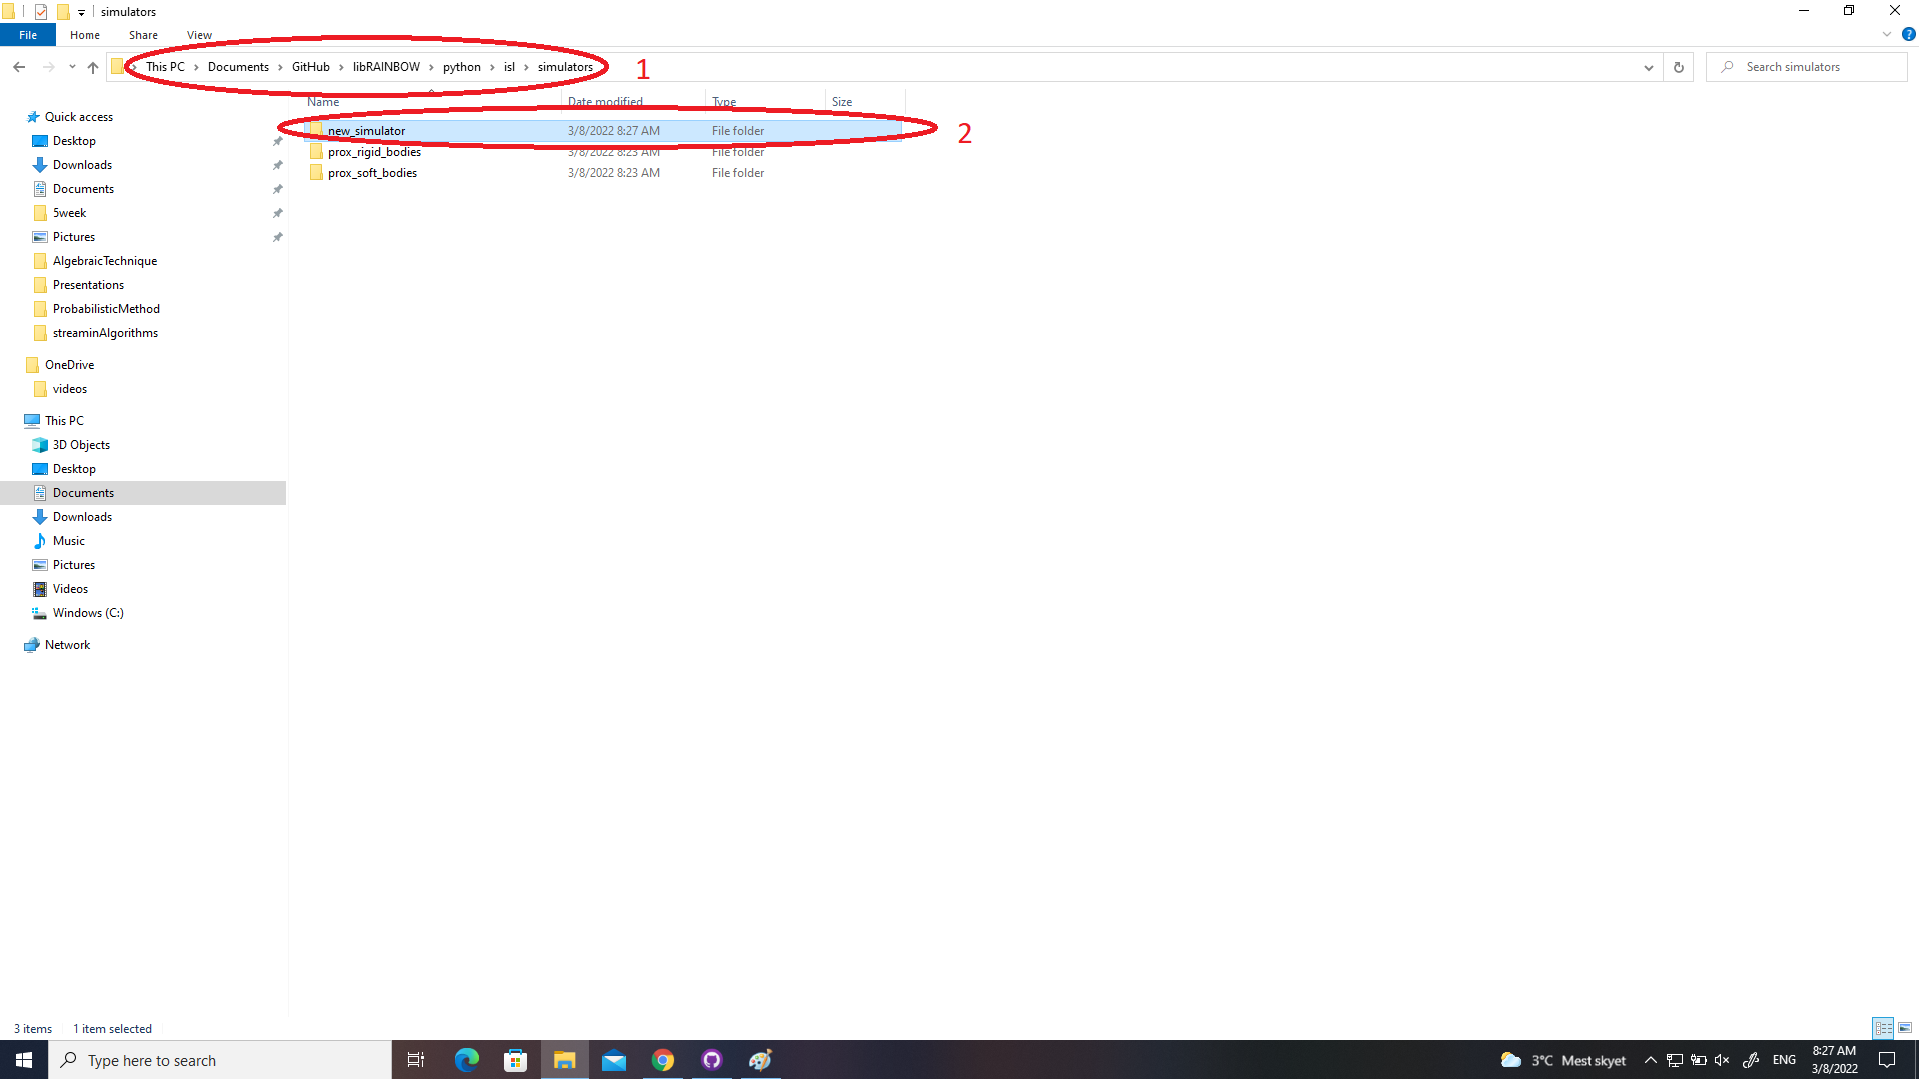 simulators
File Home Share View
This PC Documents GitHub libRAINBOW python isl simulators 1 Search simulators
Name Date modified Type Size
new_simulator 3/8/2022 8:27 AM File folder 2
prox_rigid_bodies 3/8/2022 8:23 AM File folder
prox_soft_bodies 3/8/2022 8:23 AM File folder
Quick access
Desktop
Downloads
Documents
5week
Pictures
AlgebraicTechnique
Presentations
ProbabilisticMethod
streaminAlgorithms
OneDrive
videos
This PC
3D Objects
Desktop
Documents
Downloads
Music
Pictures
Videos
Windows (C:)
Network
3 items 1 item selected
Type here to search
3°C Mest skyet ENG 8:27 AM
3/8/2022